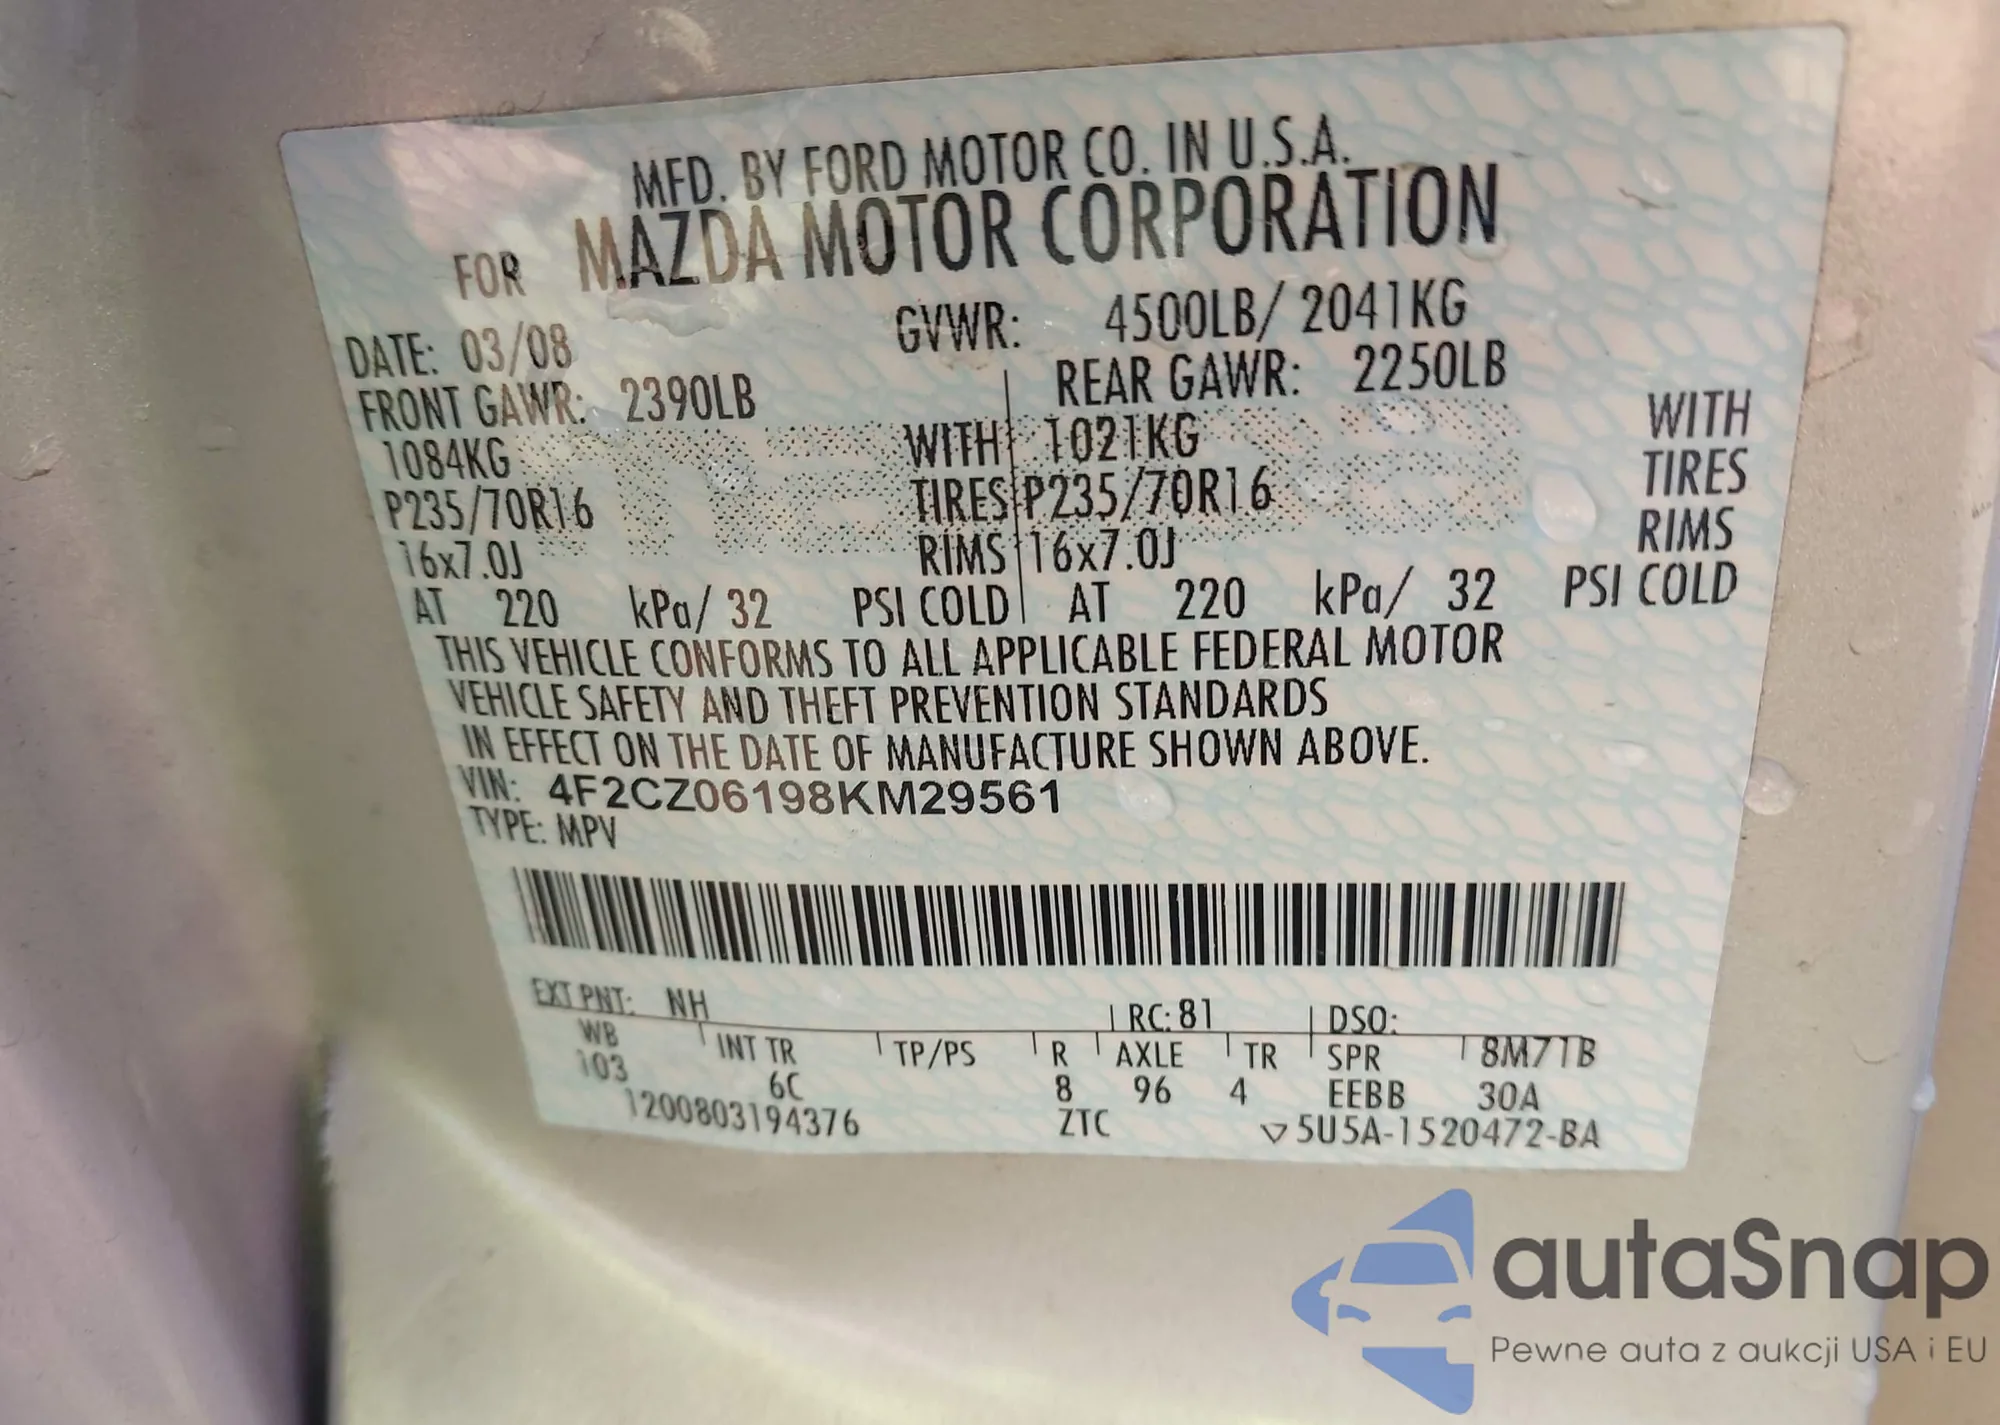 MFD. BY FORD MOTOR CO. IN U.S.A.
FOR MAZDA MOTOR CORPORATION
DATE: 03/08 GVWR: 4500LB/ 2041KG
FRONT GAWR: 2390LB REAR GAWR: 2250LB
1084KG WITH 1021KG WITH
P235/70R16 TIRES P235/70R16 TIRES
16x7.0J RIMS 16x7.0J RIMS
AT 220 kPa/ 32 PSI COLD AT 220 kPa/ 32 PSI COLD
THIS VEHICLE CONFORMS TO ALL APPLICABLE FEDERAL MOTOR
VEHICLE SAFETY AND THEFT PREVENTION STANDARDS
IN EFFECT ON THE DATE OF MANUFACTURE SHOWN ABOVE.
VIN: 4F2CZ06198KM29561
TYPE: MPV
EXT PNT: NH RC: 81 DSO:
WB INT TR TP/PS R AXLE TR SPR 8M71B
103 6C 8 96 4 EEBB 30A
1200803194376 ZTC 5U5A-1520472-BA
autaSnap
Pewne auta z aukcji USA i EU